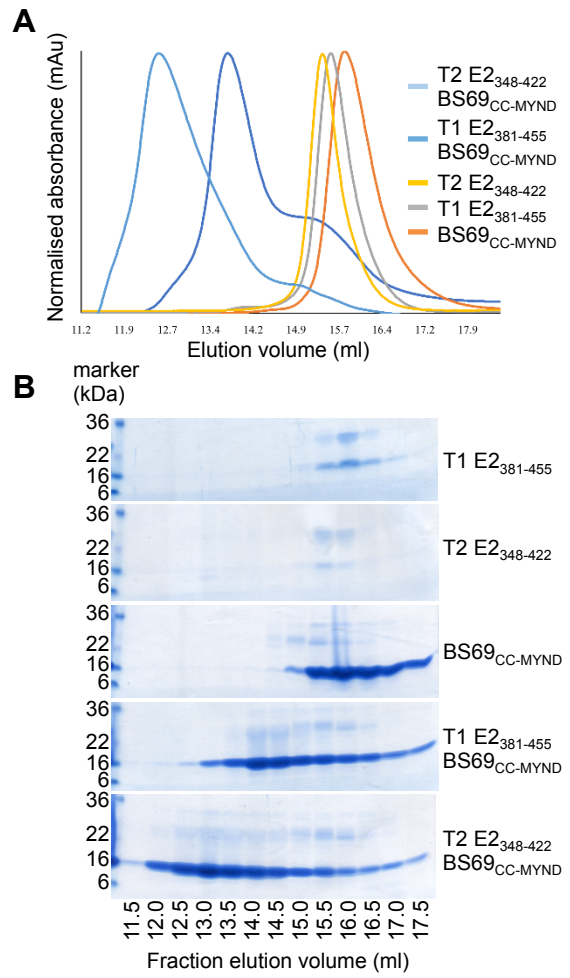 A
Normalised absorbance (mAu)
T2 E2348-422
BS69CC-MYND
T1 E2381-455
BS69CC-MYND
T2 E2348-422
T1 E2381-455
BS69CC-MYND
11.2 11.9 12.7 13.4 14.2 14.9 15.7 16.4 17.2 17.9
Elution volume (ml)
B
marker
(kDa)
36
22
16
6
T1 E2381-455
36
22
16
6
T2 E2348-422
36
22
16
6
BS69CC-MYND
36
22
16
6
T1 E2381-455
BS69CC-MYND
36
22
16
6
T2 E2348-422
BS69CC-MYND
11.5 12.0 12.5 13.0 13.5 14.0 14.5 15.0 15.5 16.0 16.5 17.0 17.5
Fraction elution volume (ml)